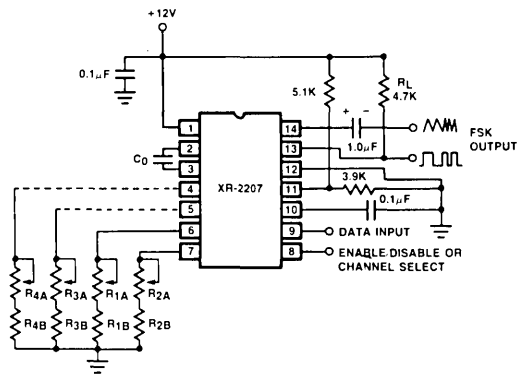 +12V
0.1μF
5.1K
RL
4.7K
+ −
1.0μF
FSK
OUTPUT
C0
XR-2207
1
2
3
4
5
6
7
14
13
12
11
10
9
8
3.9K
0.1μF
DATA INPUT
ENABLE/DISABLE OR
CHANNEL SELECT
R4A
R3A
R1A
R2A
R4B
R3B
R1B
R2B